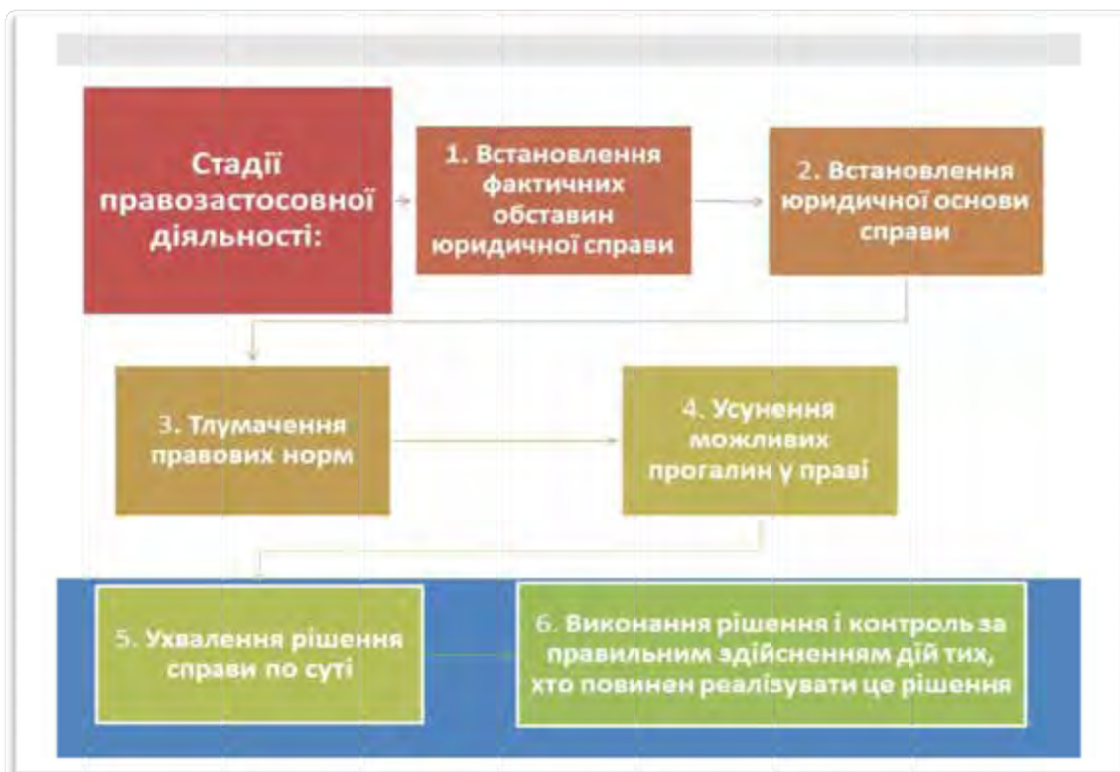 Стадії
правозастосовної
діяльності:
1. Встановлення
фактичних
обставин
юридичної справи
2. Встановлення
юридичної основи
справи
3. Тлумачення
правових норм
4. Усунення
можливих
прогалин у праві
5. Ухвалення рішення
справи по суті
6. Виконання рішення і контроль за
правильним здійсненням дій тих,
хто повинен реалізувати це рішення